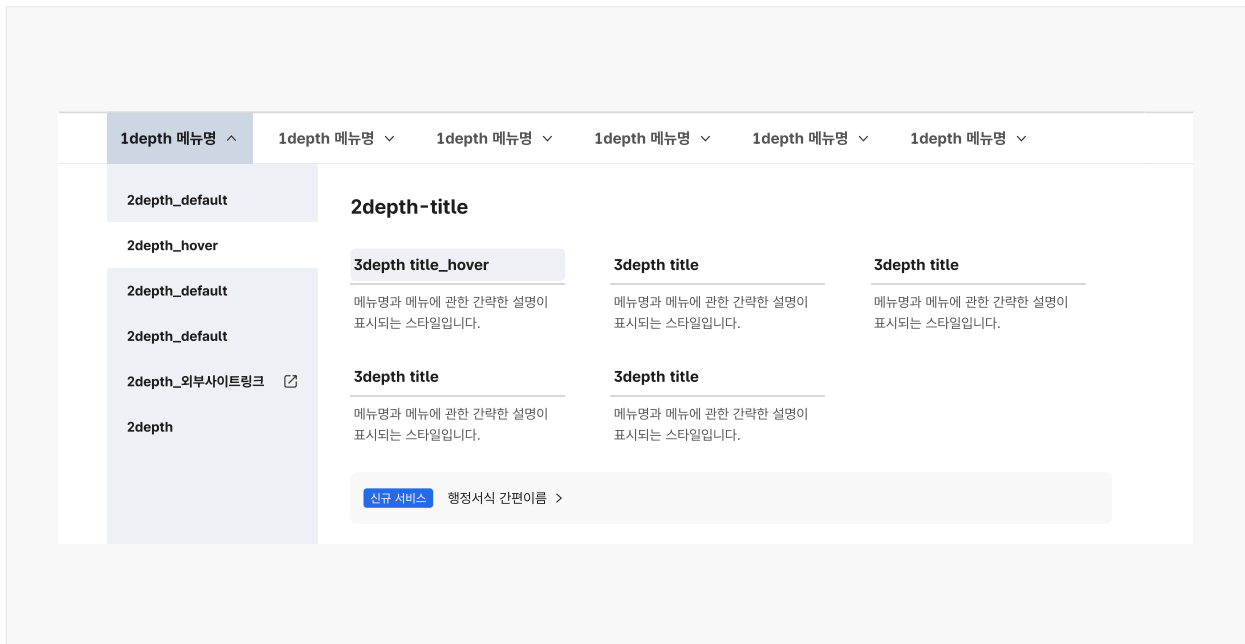 1depth 메뉴명
1depth 메뉴명
1depth 메뉴명
1depth 메뉴명
1depth 메뉴명
1depth 메뉴명
2depth_default
2depth_hover
2depth_default
2depth_default
2depth_외부사이트링크
2depth
2depth-title
3depth title_hover
메뉴명과 메뉴에 관한 간략한 설명이
표시되는 스타일입니다.
3depth title
메뉴명과 메뉴에 관한 간략한 설명이
표시되는 스타일입니다.
3depth title
메뉴명과 메뉴에 관한 간략한 설명이
표시되는 스타일입니다.
3depth title
메뉴명과 메뉴에 관한 간략한 설명이
표시되는 스타일입니다.
3depth title
메뉴명과 메뉴에 관한 간략한 설명이
표시되는 스타일입니다.
신규 서비스
행정서식 간편이름 >